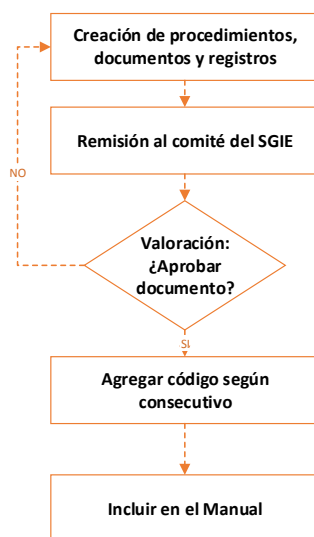 Creación de procedimientos,
documentos y registros
Remisión al comité del SGIE
NO
Valoración:
¿Aprobar
documento?
SI
Agregar código según
consecutivo
Incluir en el Manual